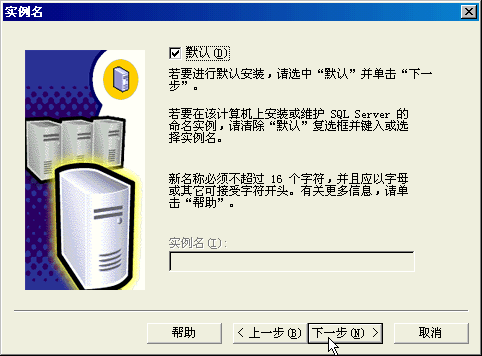 实例名
默认(D)
若要进行默认安装,请选中“默认”并单击“下一
步”。
若要在该计算机上安装或维护 SQL Server 的
命名实例,请清除“默认”复选框并键入或选
择实例名。
新名称必须不超过 16 个字符,并且应以字母
或其它可接受字符开头。有关更多信息,请单
击“帮助”。
实例名(I):
帮助
< 上一步(B)
下一步(N) >
取消